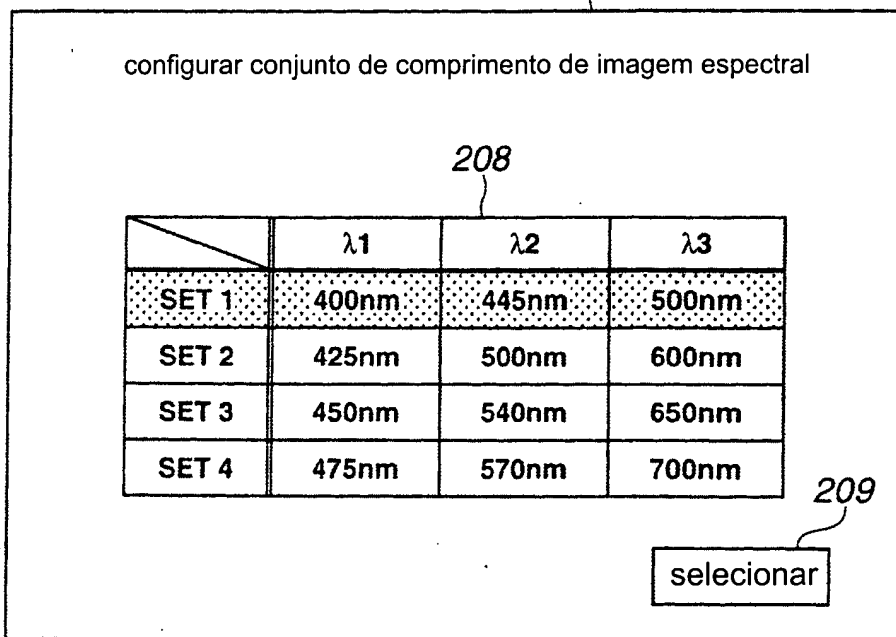 configurar conjunto de comprimento de imagem espectral
208
λ1 λ2 λ3
SET 1 400nm 445nm 500nm
SET 2 425nm 500nm 600nm
SET 3 450nm 540nm 650nm
SET 4 475nm 570nm 700nm
209
selecionar